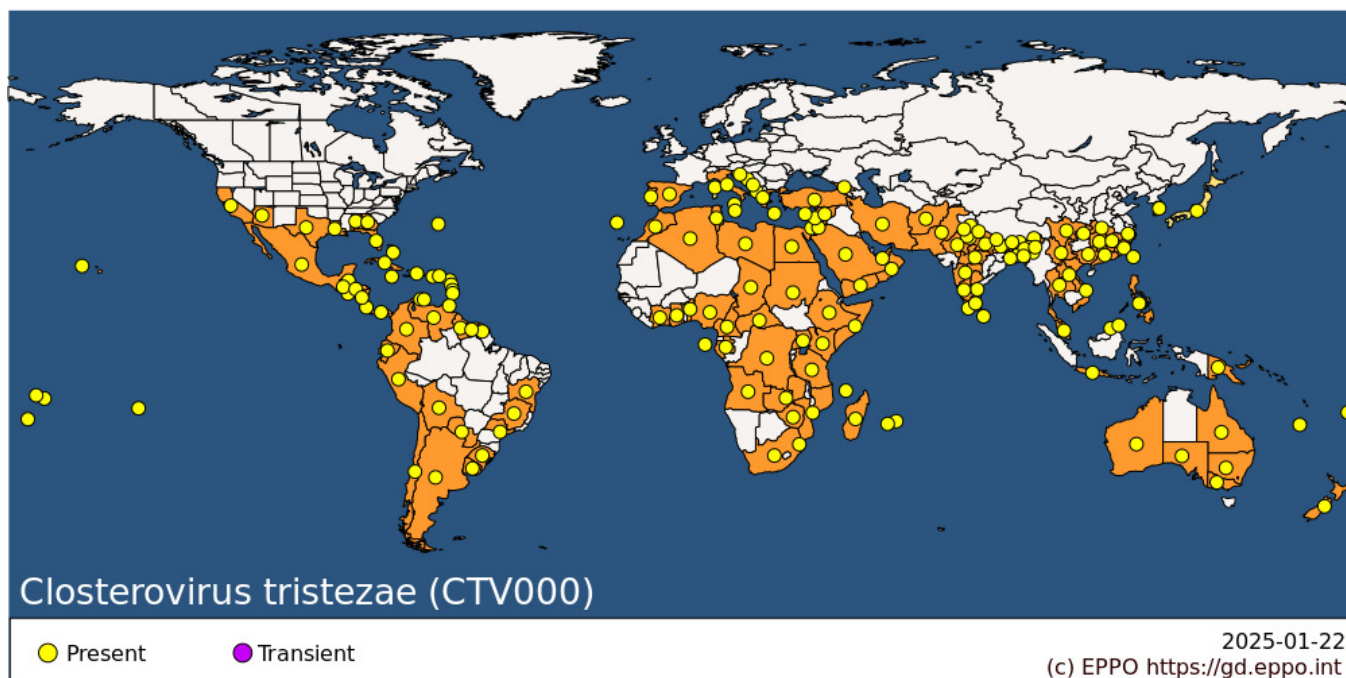 Closterovirus tristezae (CTV000)
Present
Transient
2025-01-22
(c) EPPO https://gd.eppo.int